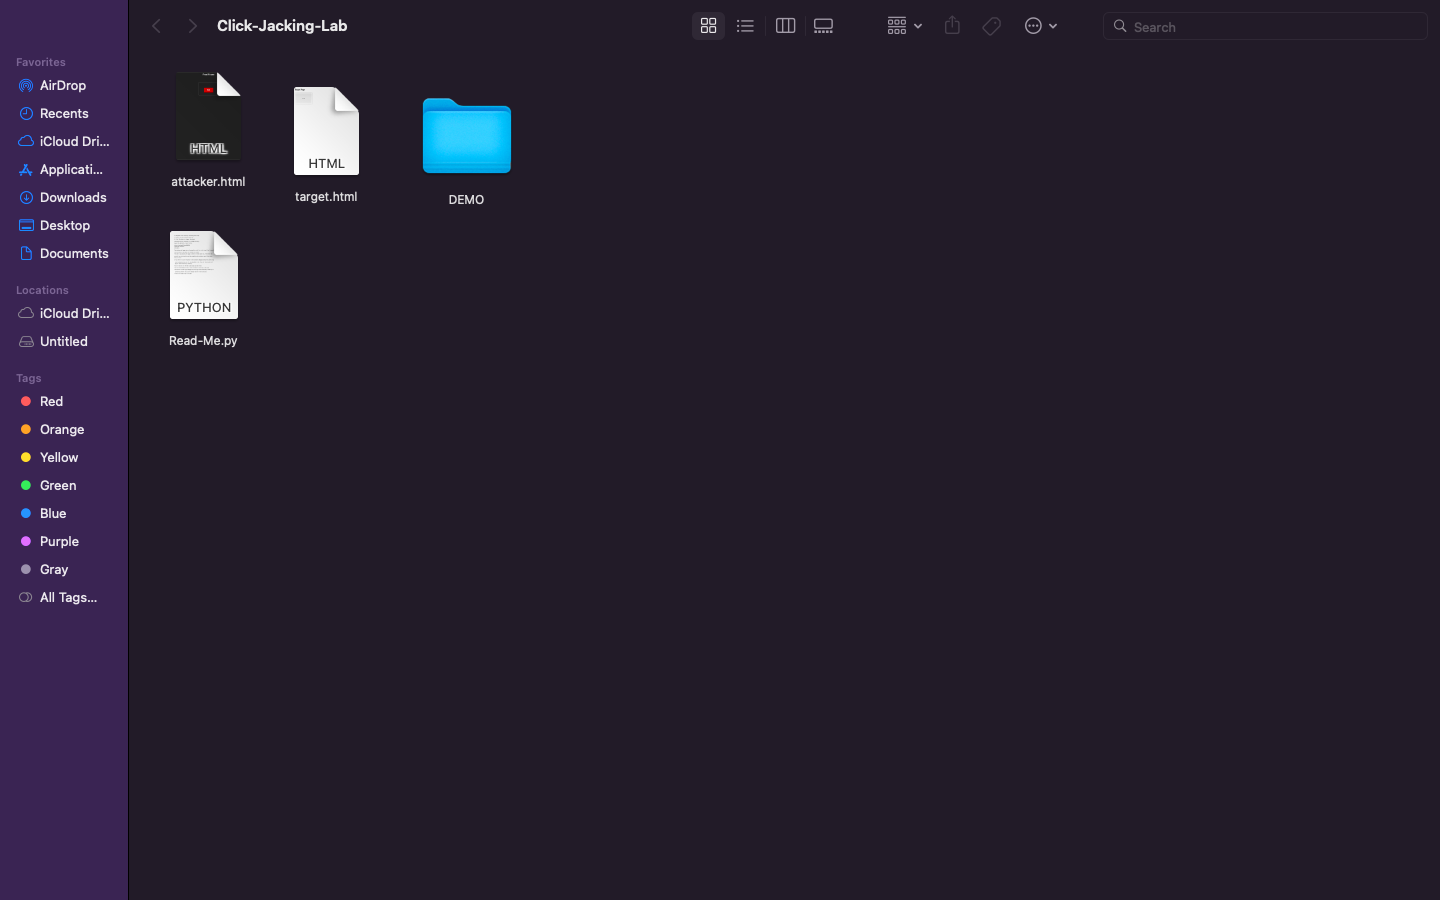 Click-Jacking-Lab
Search
Favorites
AirDrop
Recents
iCloud Dri...
Applicati...
Downloads
Desktop
Documents
Locations
iCloud Dri...
Untitled
Tags
Red
Orange
Yellow
Green
Blue
Purple
Gray
All Tags...
HTML
attacker.html
HTML
target.html
DEMO
PYTHON
Read-Me.py